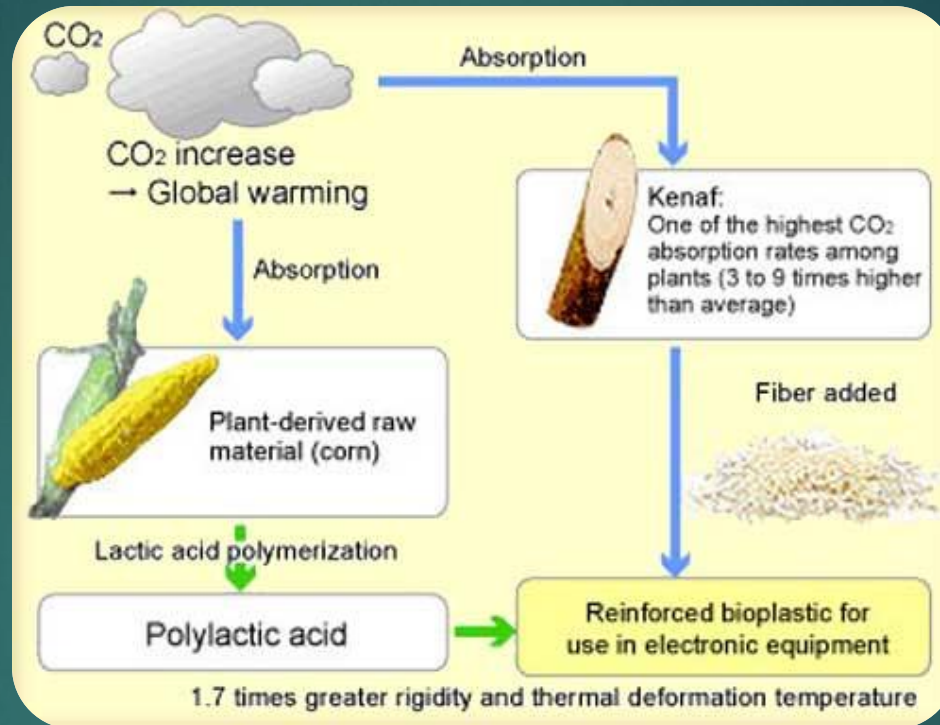 CO₂
CO₂ increase
→ Global warming
Absorption
Absorption
Kenaf:
One of the highest CO₂
absorption rates among
plants (3 to 9 times higher
than average)
Plant-derived raw
material (corn)
Fiber added
Lactic acid polymerization
Polylactic acid
Reinforced bioplastic for
use in electronic equipment
1.7 times greater rigidity and thermal deformation temperature